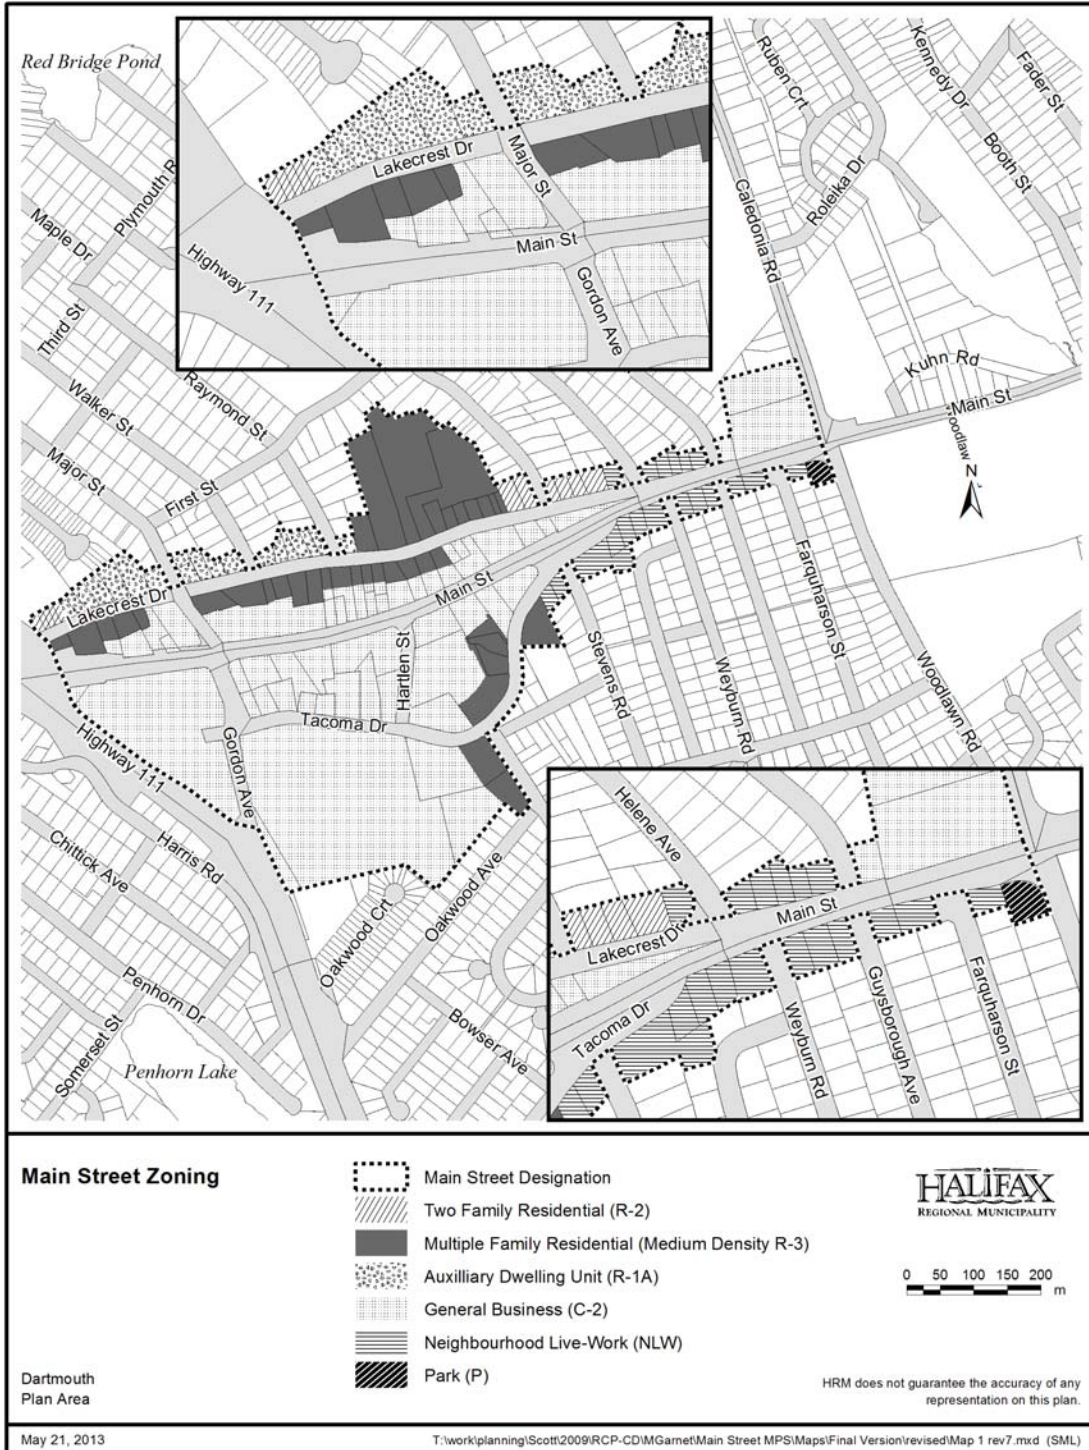 Red Bridge Pond
Plymouth R
Maple Dr
Third St
Walker St
Raymond St
Major St
First St
Highway 111
Lakecrest Dr
Major St
Main St
Gordon Ave
Ruben Crt
Kennedy Dr
Fader St
Booth St
Roleika Dr
Caledonia Rd
Kuhn Rd
Main St
oodlaw
N
Lakecrest Dr
Main St
Hartlen St
Tacoma Dr
Gordon Ave
Highway 111
Harris Rd
Chittick Ave
Stevens Rd
Weyburn Rd
Farquharson St
Woodlawn Rd
Oakwood Ave
Oakwood Crt
Penhorn Dr
Somerset St
Penhorn Lake
Bowser Ave
Helene Ave
Main St
Lakecrest Dr
Tacoma Dr
Weyburn Rd
Guysborough Ave
Farquharson St
Main Street Zoning
Main Street Designation
Two Family Residential (R-2)
Multiple Family Residential (Medium Density R-3)
Auxilliary Dwelling Unit (R-1A)
General Business (C-2)
Neighbourhood Live-Work (NLW)
Park (P)
HALIFAX
REGIONAL MUNICIPALITY
0 50 100 150 200
m
Dartmouth
Plan Area
HRM does not guarantee the accuracy of any
representation on this plan.
May 21, 2013
T:\work\planning\Scott\2009\RCP-CD\MGarnet\Main Street MPS\Maps\Final Version\revised\Map 1 rev7.mxd (SML)